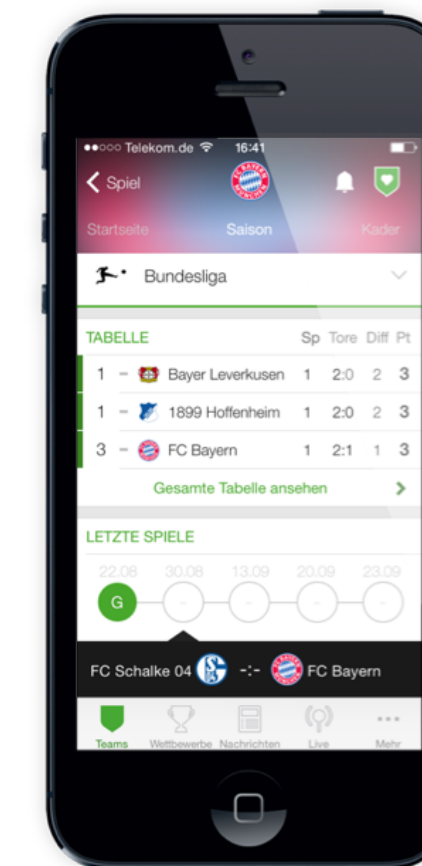 Telekom.de 16:41
Spiel
Startseite Saison Kader
Bundesliga
TABELLE Sp Tore Diff Pt
1 - Bayer Leverkusen 1 2:0 2 3
1 - 1899 Hoffenheim 1 2:0 2 3
3 - FC Bayern 1 2:1 1 3
Gesamte Tabelle ansehen
LETZTE SPIELE
22.08 30.08 13.09 20.09 23.09
G - - - -
FC Schalke 04 -:- FC Bayern
Teams Wettbewerbe Nachrichten Live Mehr